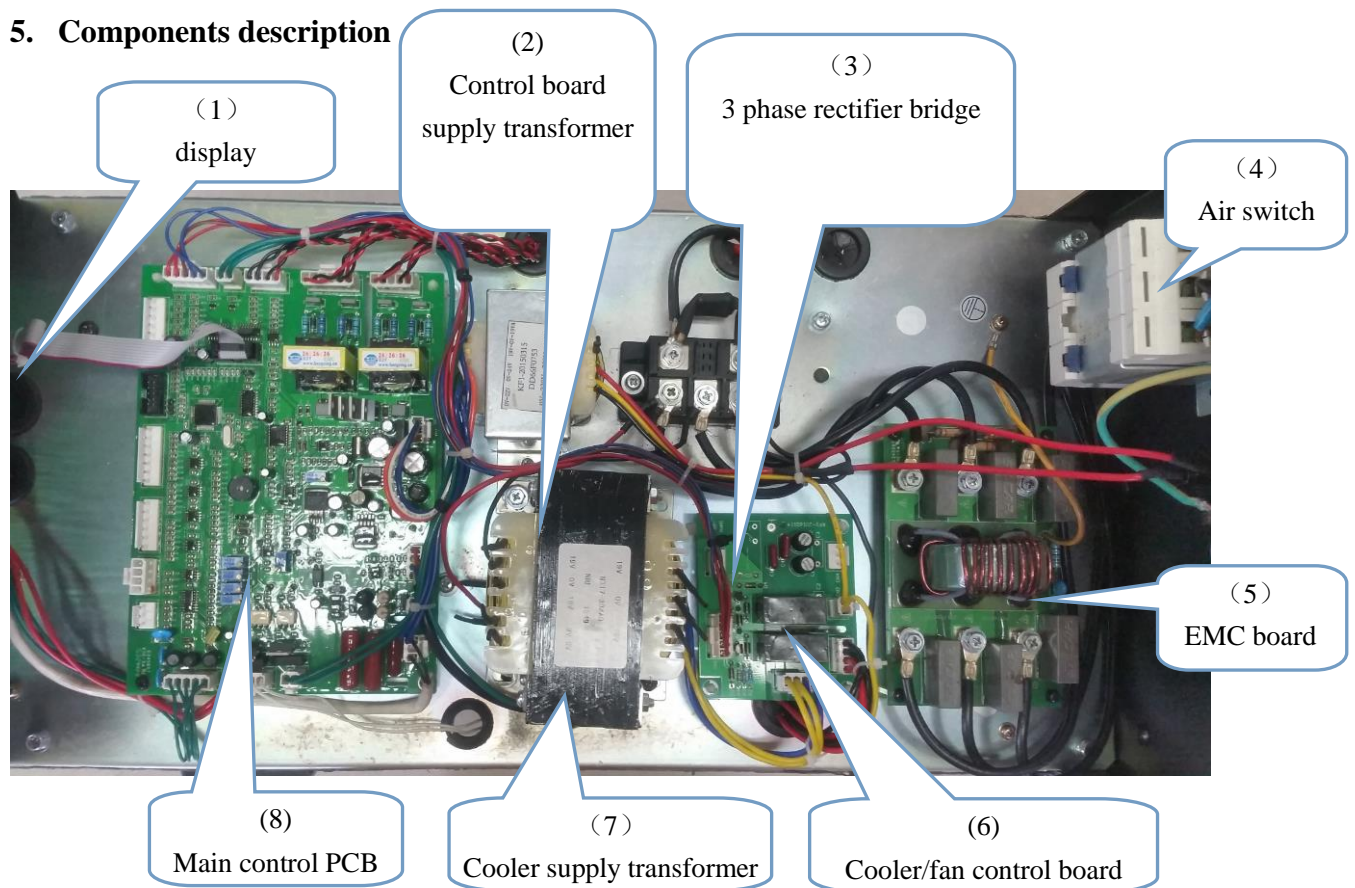 5. Components description
（1）
display
(2)
Control board
supply transformer
（3）
3 phase rectifier bridge
（4）
Air switch
（5）
EMC board
(6)
Cooler/fan control board
（7）
Cooler supply transformer
(8)
Main control PCB